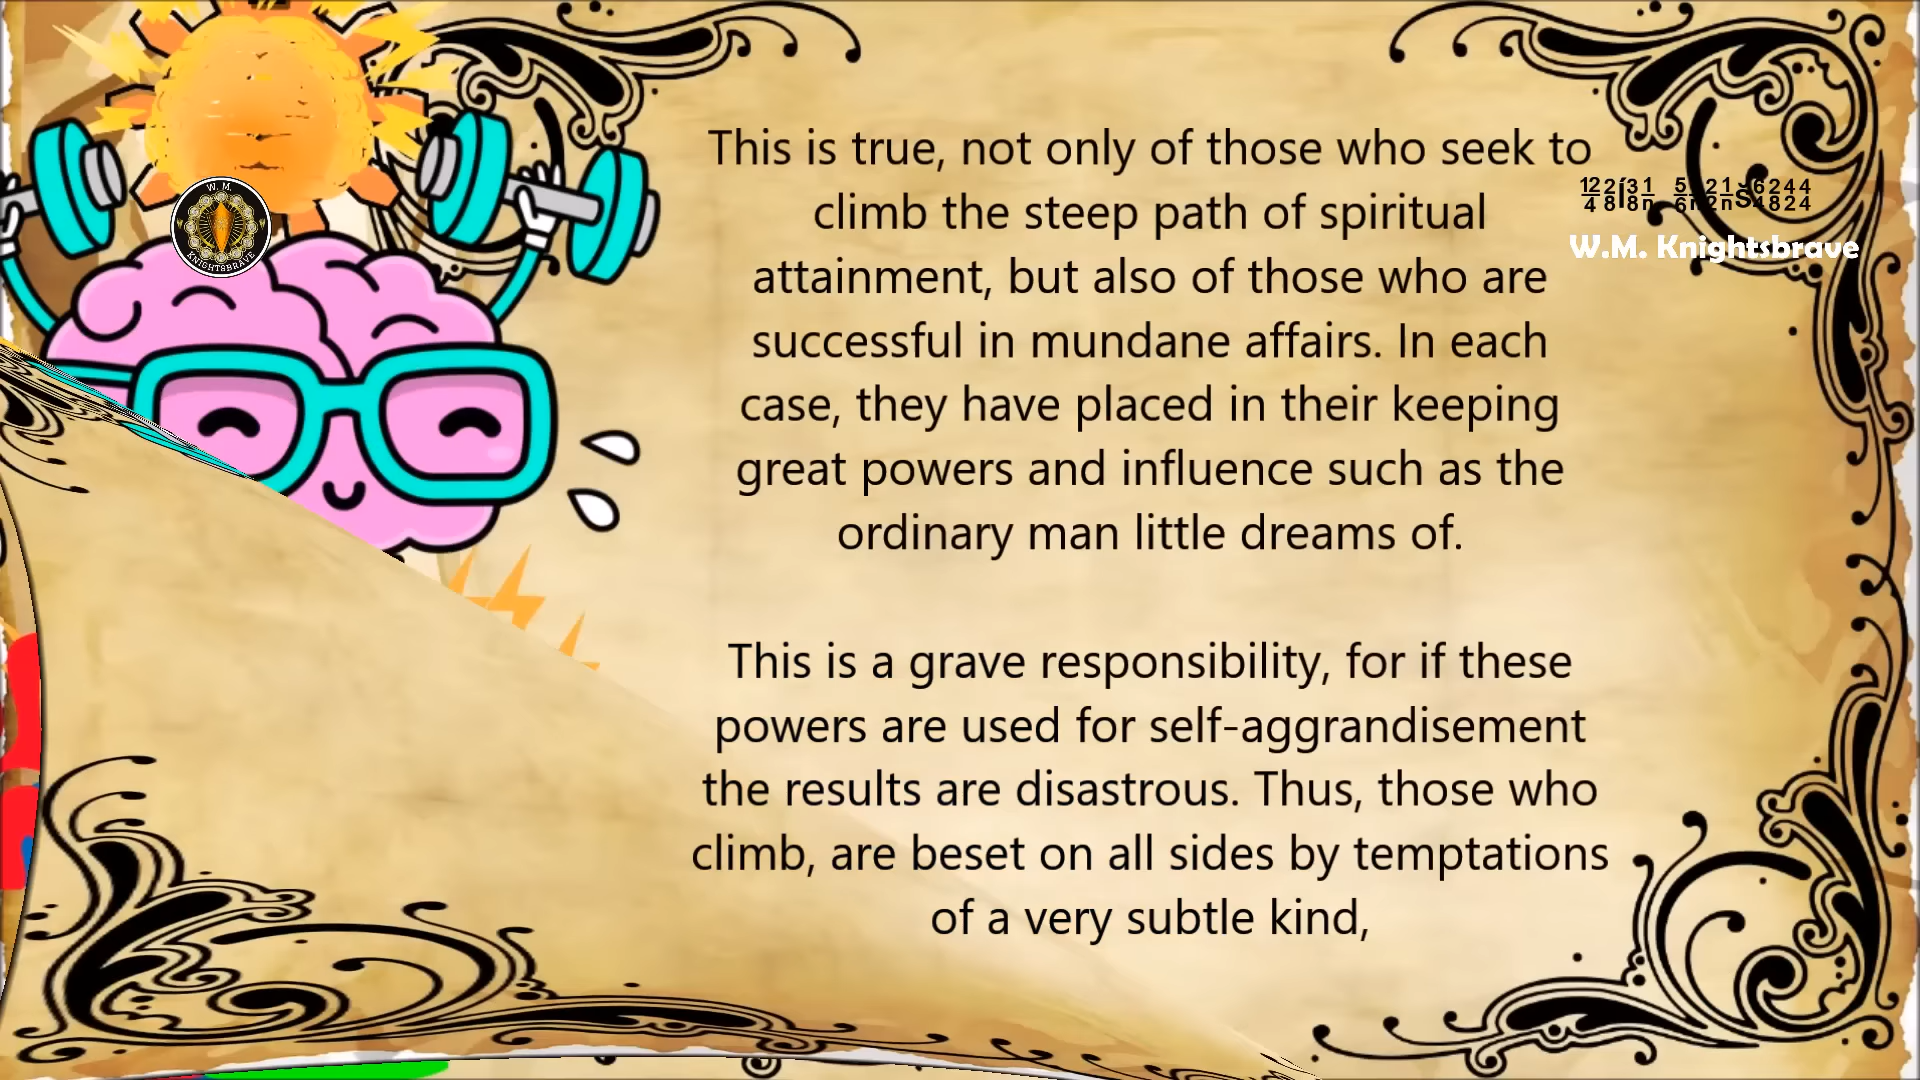 W. M.
KNIGHTSBRAVE
This is true, not only of those who seek to
climb the steep path of spiritual
attainment, but also of those who are
successful in mundane affairs. In each
case, they have placed in their keeping
great powers and influence such as the
ordinary man little dreams of.
This is a grave responsibility, for if these
powers are used for self-aggrandisement
the results are disastrous. Thus, those who
climb, are beset on all sides by temptations
of a very subtle kind,
W.M. Knightsbrave